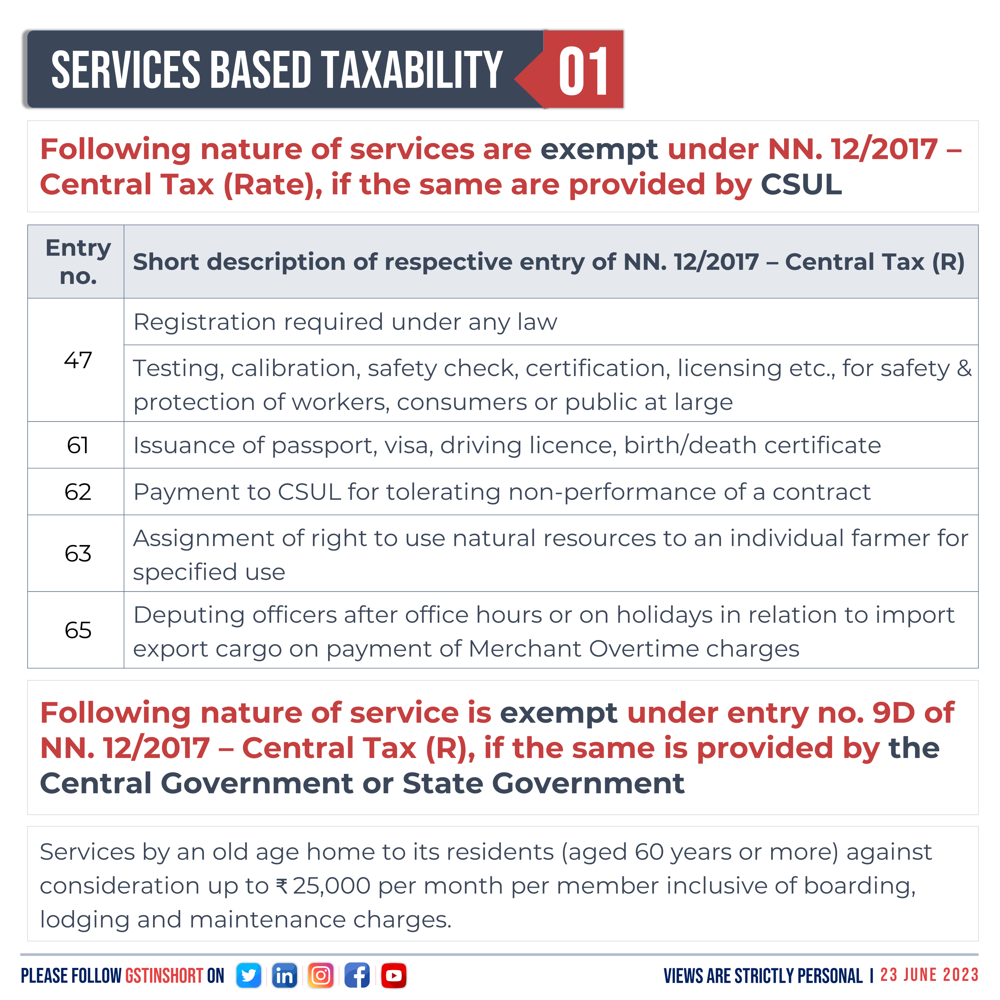 SERVICES BASED TAXABILITY
01
Following nature of services are exempt under NN. 12/2017 –
Central Tax (Rate), if the same are provided by CSUL
Entry
no.
Short description of respective entry of NN. 12/2017 – Central Tax (R)
47
Registration required under any law
Testing, calibration, safety check, certification, licensing etc., for safety &
protection of workers, consumers or public at large
61
Issuance of passport, visa, driving licence, birth/death certificate
62
Payment to CSUL for tolerating non-performance of a contract
63
Assignment of right to use natural resources to an individual farmer for
specified use
65
Deputing officers after office hours or on holidays in relation to import
export cargo on payment of Merchant Overtime charges
Following nature of service is exempt under entry no. 9D of
NN. 12/2017 – Central Tax (R), if the same is provided by the
Central Government or State Government
Services by an old age home to its residents (aged 60 years or more) against
consideration up to ₹ 25,000 per month per member inclusive of boarding,
lodging and maintenance charges.
PLEASE FOLLOW GSTINSHORT ON
in
VIEWS ARE STRICTLY PERSONAL | 23 JUNE 2023